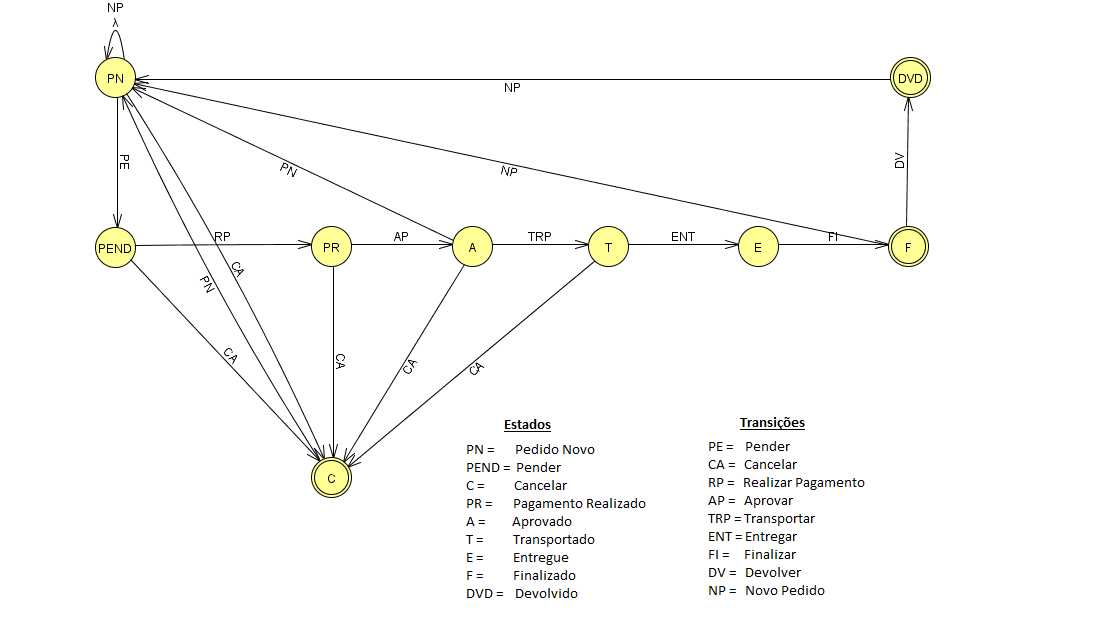 NP
λ
PN
DVD
NP
PE
PN
NP
DV
PEND
RP
PR
AP
A
TRP
T
ENT
E
FI
F
CA
PN
CA
CA
CA
CA
C
Estados
PN = Pedido Novo
PEND = Pender
C = Cancelar
PR = Pagamento Realizado
A = Aprovado
T = Transportado
E = Entregue
F = Finalizado
DVD = Devolvido
Transições
PE = Pender
CA = Cancelar
RP = Realizar Pagamento
AP = Aprovar
TRP = Transportar
ENT = Entregar
FI = Finalizar
DV = Devolver
NP = Novo Pedido